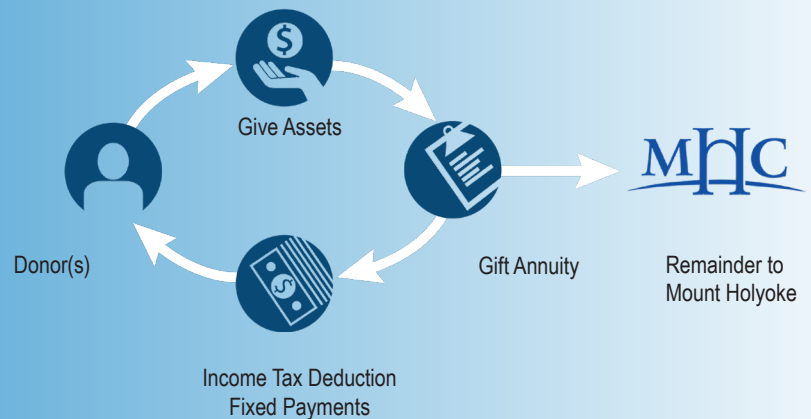 $
Give Assets
MHC
Donor(s)
Gift Annuity
Remainder to
Mount Holyoke
$
Income Tax Deduction
Fixed Payments